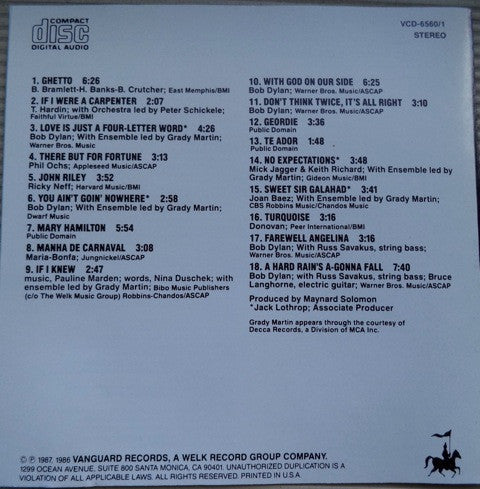 COMPACT
disc
DIGITAL AUDIO
VCD-6560/1
STEREO
1. GHETTO 6:26
B. Bramlett-H. Banks-B. Crutcher; East Memphis/BMI
2. IF I WERE A CARPENTER 2:07
T. Hardin; with Orchestra led by Peter Schickele;
Faithful Virtue/BMI
3. LOVE IS JUST A FOUR-LETTER WORD* 4:26
Bob Dylan; With Ensemble led by Grady Martin;
Warner Bros. Music
4. THERE BUT FOR FORTUNE 3:13
Phil Ochs; Appleseed Music/ASCAP
5. JOHN RILEY 3:52
Ricky Neff; Harvard Music/BMI
6. YOU AIN'T GOIN' NOWHERE* 2:58
Bob Dylan; With Ensemble led by Grady Martin;
Dwarf Music
7. MARY HAMILTON 5:54
Public Domain
8. MANHA DE CARNAVAL 3:08
Maria-Bonfa; Jungnickel/ASCAP
9. IF I KNEW 2:47
music, Pauline Marden; words, Nina Duschek; with
ensemble led by Grady Martin; Bibo Music Publishers
(c/o The Welk Music Group) Robbins-Chandos/ASCAP
10. WITH GOD ON OUR SIDE 6:25
Bob Dylan; Warner Bros. Music/ASCAP
11. DON'T THINK TWICE, IT'S ALL RIGHT 3:10
Bob Dylan; Warner Bros. Music/ASCAP
12. GEORDIE 3:36
Public Domain
13. TE ADOR 1:48
Public Domain
14. NO EXPECTATIONS* 3:48
Mick Jagger & Keith Richard; With Ensemble led by
Grady Martin; Gideon Music/BMI
15. SWEET SIR GALAHAD* 3:41
Joan Baez; With Ensemble led by Grady Martin;
CBS Robbins Music/Chandos Music
16. TURQUOISE 3:17
Donovan; Peer International/BMI
17. FAREWELL ANGELINA 3:16
Bob Dylan; With Russ Savakus, string bass;
Warner Bros. Music/ASCAP
18. A HARD RAIN'S A-GONNA FALL 7:40
Bob Dylan; with Russ Savakus, string bass; Bruce
Langhorne, electric guitar; Warner Bros. Music/ASCAP
Produced by Maynard Solomon
*Jack Lothrop; Associate Producer
Grady Martin appears through the courtesy of
Decca Records, a Division of MCA Inc.
© ℗ 1987, 1986 VANGUARD RECORDS, A WELK RECORD GROUP COMPANY.
1299 OCEAN AVENUE, SUITE 800 SANTA MONICA, CA 90401. UNAUTHORIZED DUPLICATION IS A
VIOLATION OF ALL APPLICABLE LAWS. ALL RIGHTS RESERVED. PRINTED IN U.S.A.